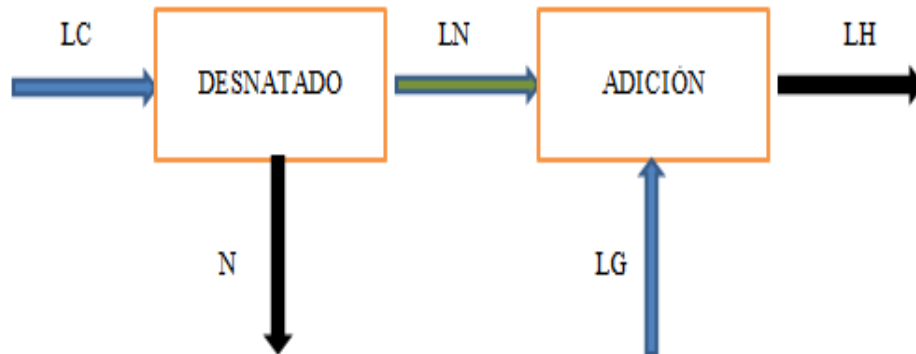 LC
DESNATADO
LN
ADICIÓN
LH
N
LG